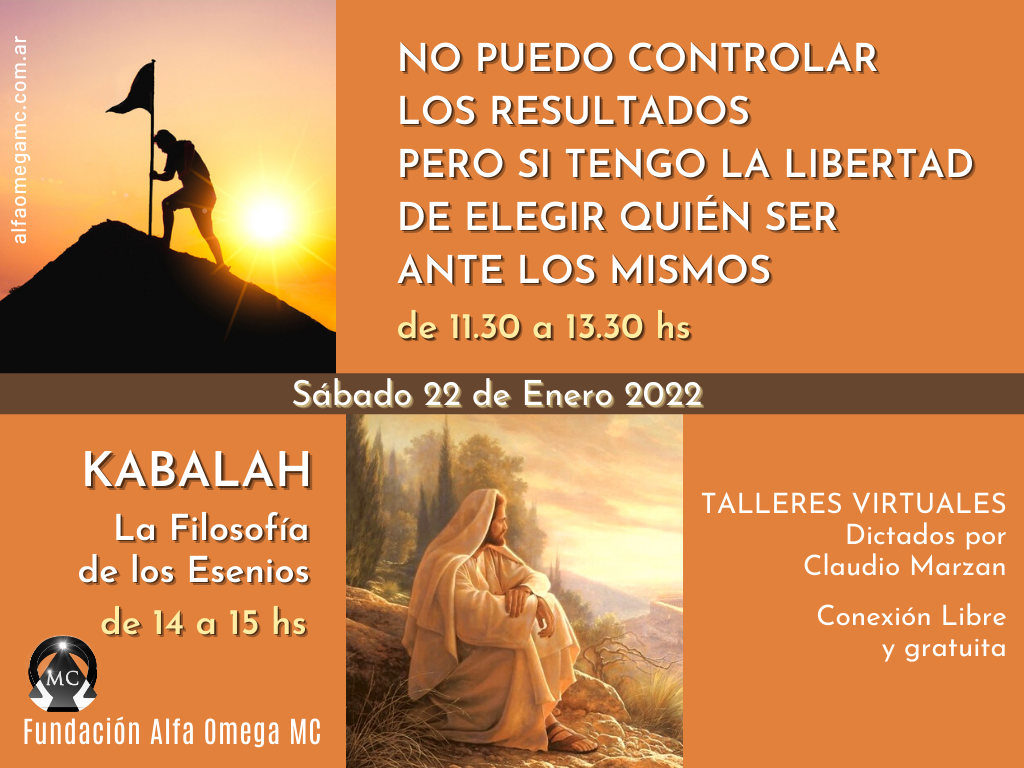 alfaomegamc.com.ar
NO PUEDO CONTROLAR
LOS RESULTADOS
PERO SI TENGO LA LIBERTAD
DE ELEGIR QUIÉN SER
ANTE LOS MISMOS
de 11.30 a 13.30 hs
Sábado 22 de Enero 2022
KABALAH
La Filosofía
de los Esenios
de 14 a 15 hs
MC
Fundación Alfa Omega MC
TALLERES VIRTUALES
Dictados por
Claudio Marzan
Conexión Libre
y gratuita